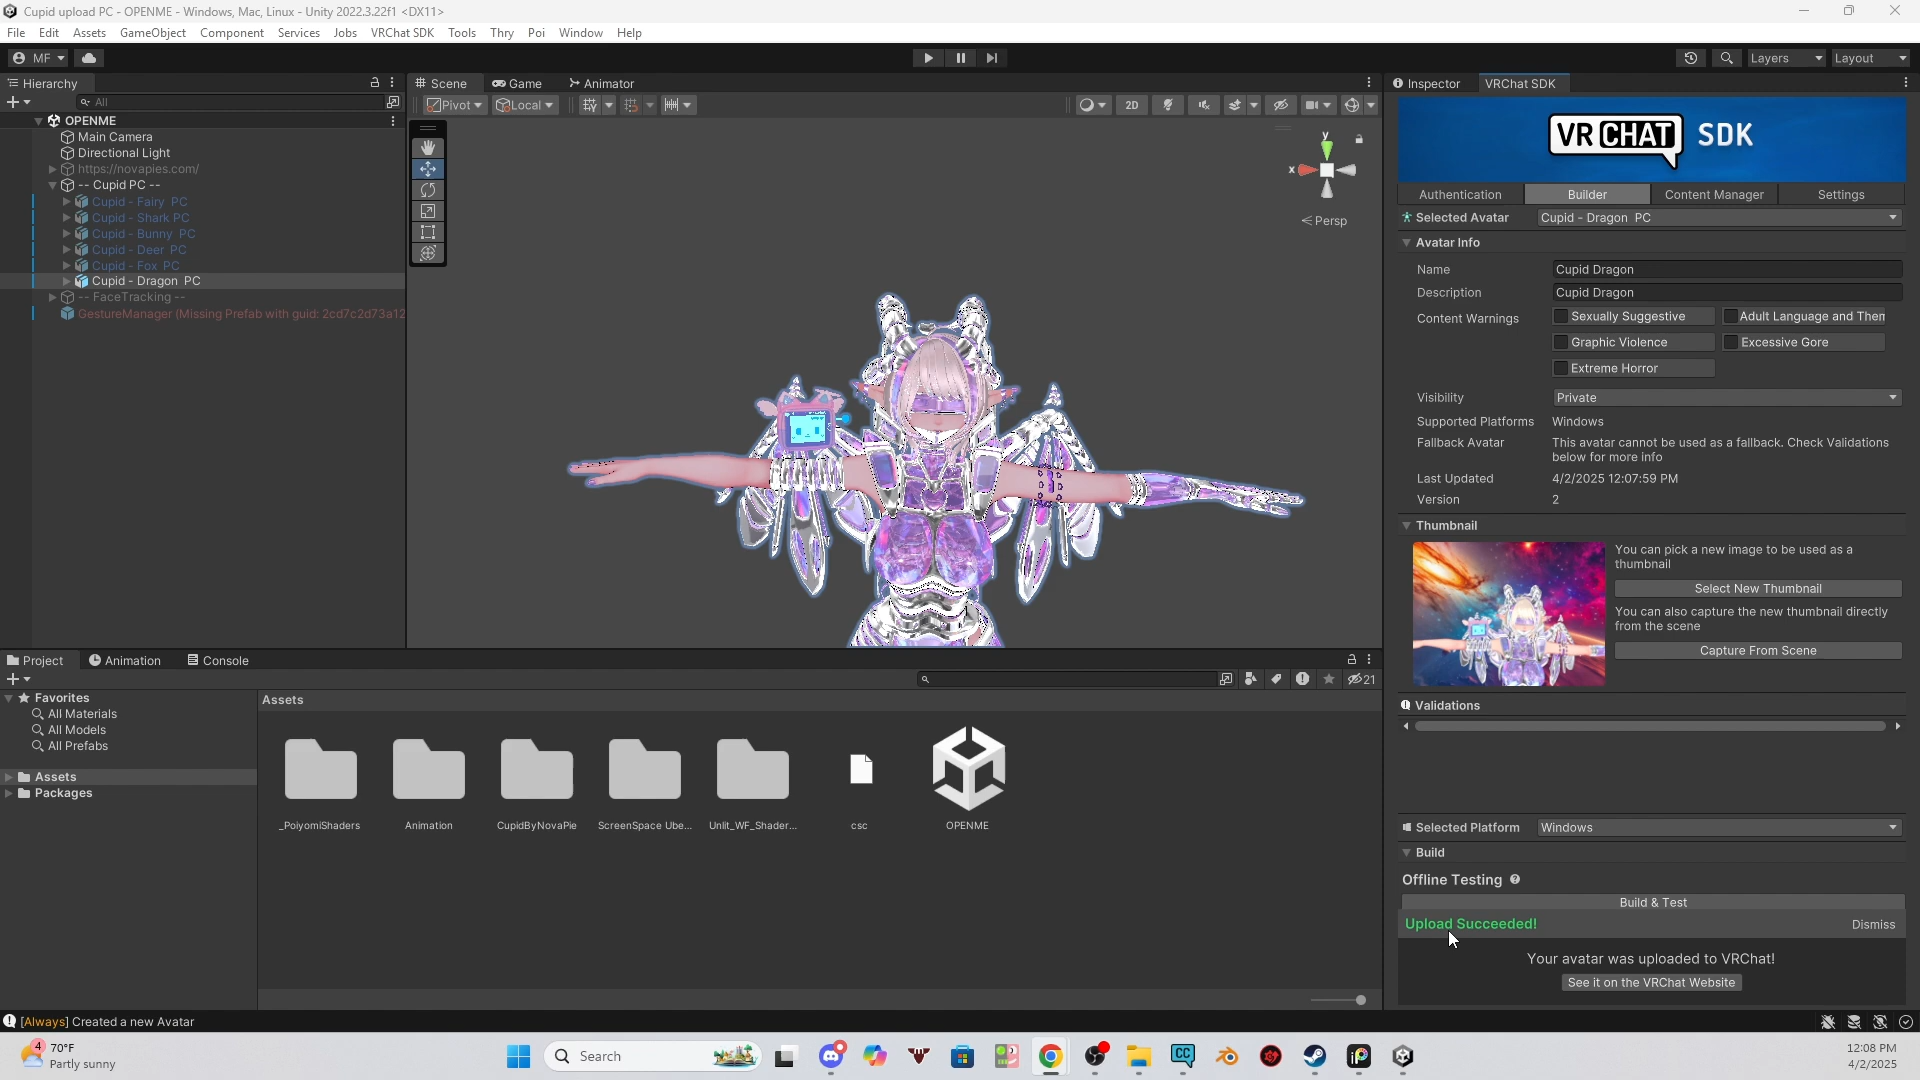 Cupid upload PC - OPENME - Windows, Mac, Linux - Unity 2022.3.22f1 <DX11>
File Edit Assets GameObject Component Services Jobs VRChat SDK Tools Thry Poi Window Help
MF
Layers Layout
Hierarchy
All
OPENME
Main Camera
Directional Light
https://novapies.com/
-- Cupid PC --
Cupid - Fairy PC
Cupid - Shark PC
Cupid - Bunny PC
Cupid - Deer PC
Cupid - Fox PC
Cupid - Dragon PC
-- FaceTracking --
GestureManager (Missing Prefab with guid: 2cd7c2d73a12
Scene Game Animator
Pivot Local
2D
y
x
Persp
Inspector VRChat SDK
VR CHAT SDK
Authentication Builder Content Manager Settings
Selected Avatar Cupid - Dragon PC
Avatar Info
Name Cupid Dragon
Description Cupid Dragon
Content Warnings Sexually Suggestive Adult Language and Them
Graphic Violence Excessive Gore
Extreme Horror
Visibility Private
Supported Platforms Windows
Fallback Avatar This avatar cannot be used as a fallback. Check Validations
below for more info
Last Updated 4/2/2025 12:07:59 PM
Version 2
Thumbnail
You can pick a new image to be used as a
thumbnail
Select New Thumbnail
You can also capture the new thumbnail directly
from the scene
Capture From Scene
Validations
Selected Platform Windows
Build
Offline Testing
Build & Test
Upload Succeeded! Dismiss
Your avatar was uploaded to VRChat!
See it on the VRChat Website
Project Animation Console
21
Favorites
All Materials
All Models
All Prefabs
Assets
Packages
Assets
_PoiyomiShaders Animation CupidByNovaPie ScreenSpace Ube... Unlit_WF_Shader... csc OPENME
[Always] Created a new Avatar
4
70°F
Partly sunny
Search
CC
12:08 PM
4/2/2025